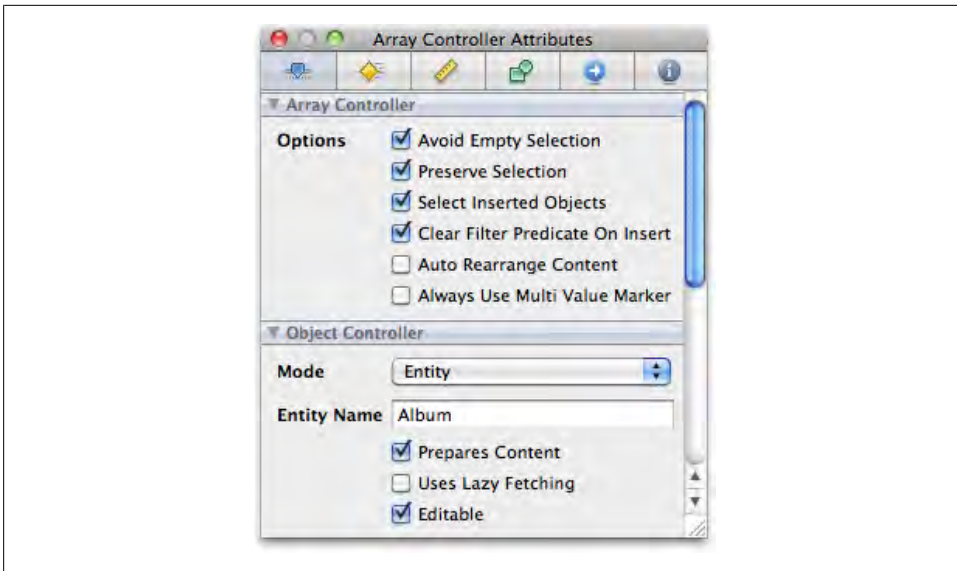 Array Controller Attributes
Array Controller
Options
Avoid Empty Selection
Preserve Selection
Select Inserted Objects
Clear Filter Predicate On Insert
Auto Rearrange Content
Always Use Multi Value Marker
Object Controller
Mode
Entity
Entity Name
Album
Prepares Content
Uses Lazy Fetching
Editable